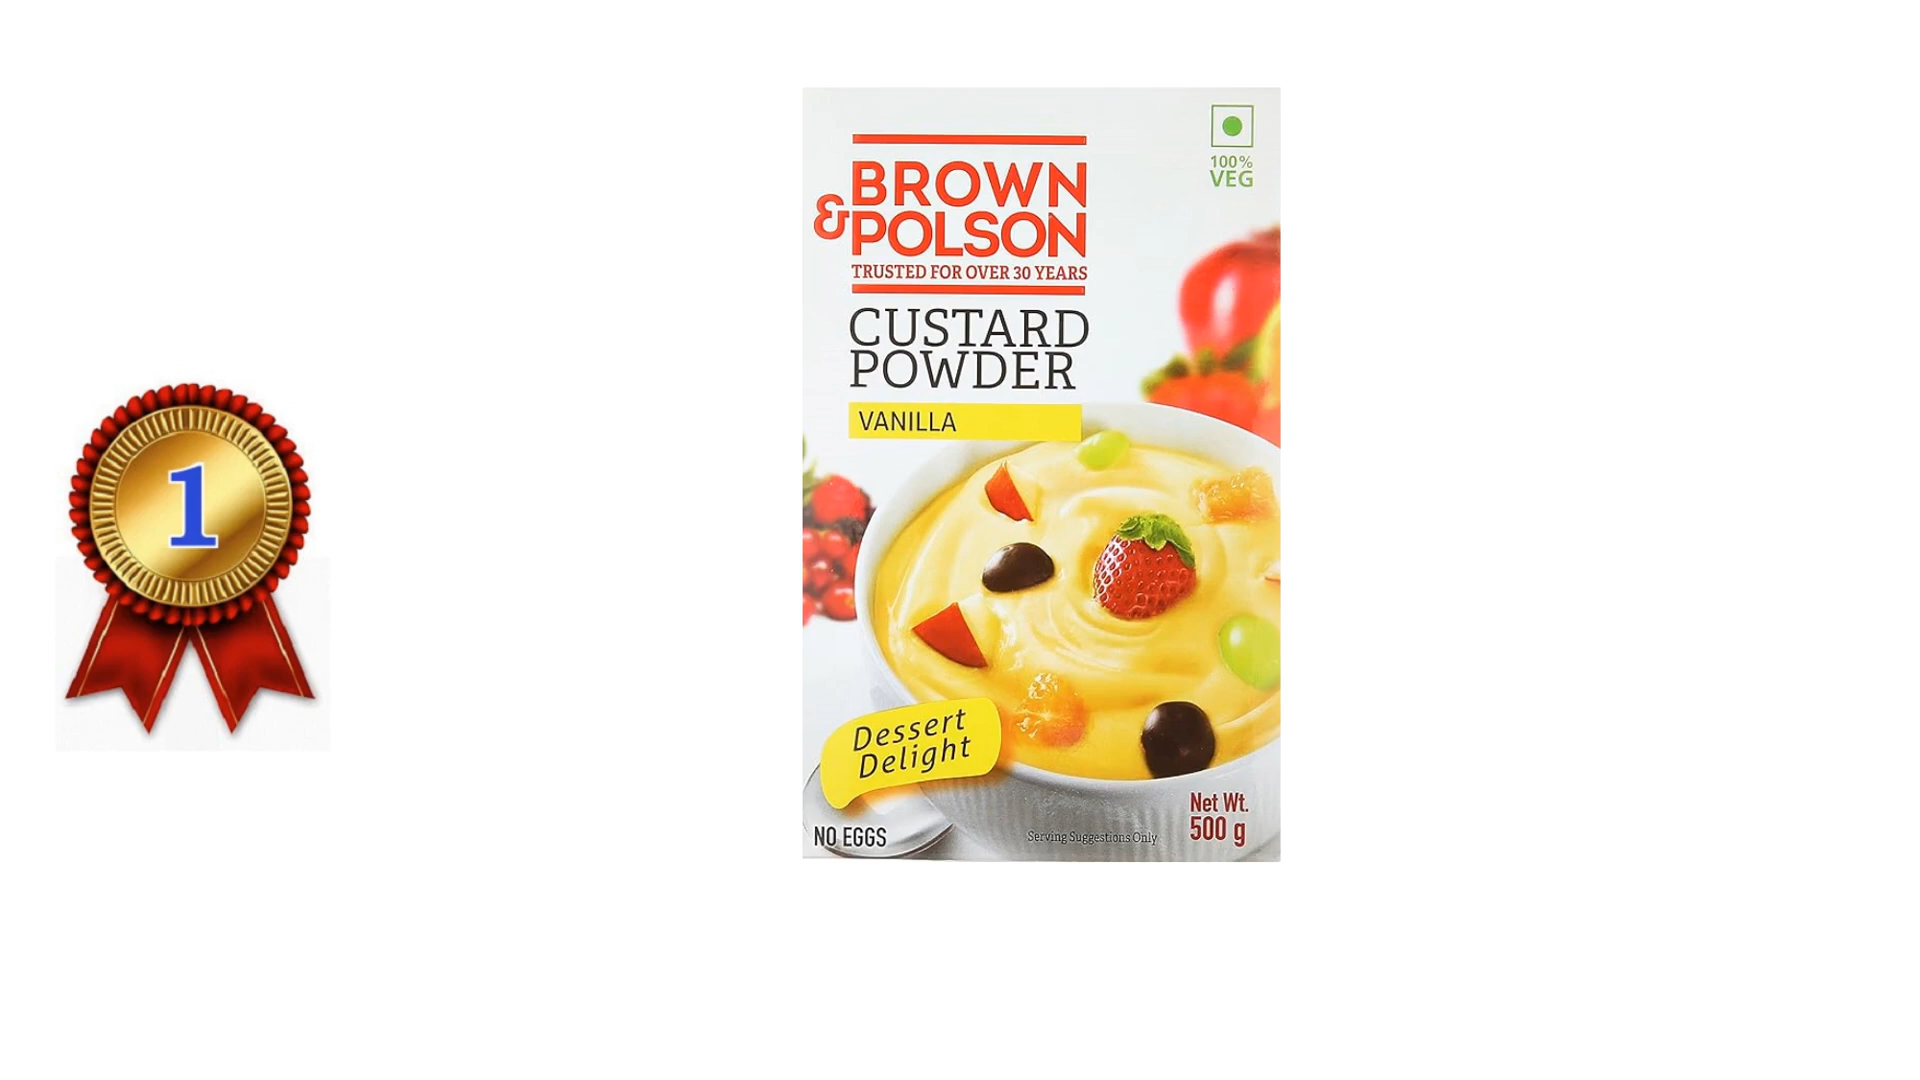 1
100%
VEG
BROWN
&POLSON
TRUSTED FOR OVER 30 YEARS
CUSTARD
POWDER
VANILLA
Dessert
Delight
NO EGGS
Serving Suggestions Only
Net Wt.
500 g